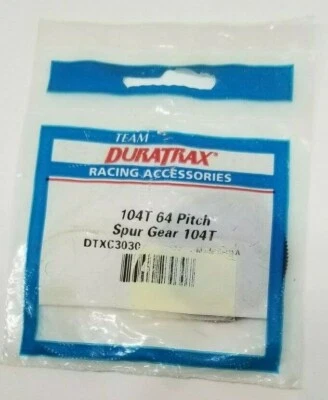 TEAM
DURATRAX®
RACING ACCESSORIES
104T 64 Pitch
Spur Gear 104T
DTXC3030